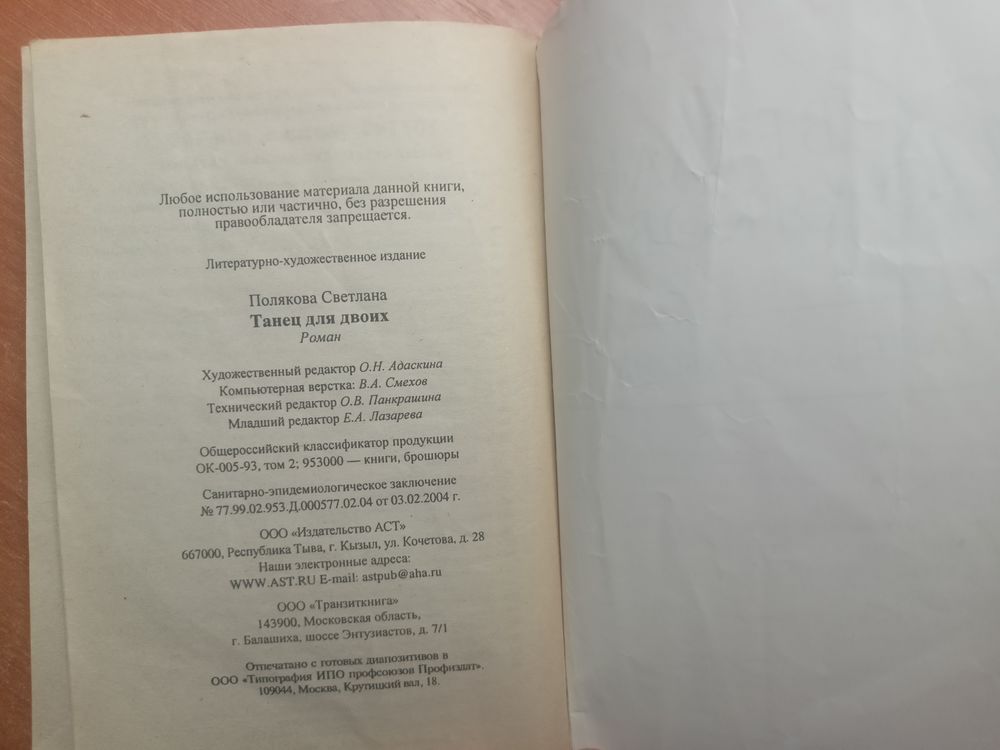 Любое использование материала данной книги,
полностью или частично, без разрешения
правообладателя запрещается.
Литературно-художественное издание
Полякова Светлана
Танец для двоих
Роман
Художественный редактор О.Н. Адаскина
Компьютерная верстка: В.А. Смехов
Технический редактор О.В. Панкрашина
Младший редактор Е.А. Лазарева
Общероссийский классификатор продукции
ОК-005-93, том 2; 953000 — книги, брошюры
Санитарно-эпидемиологическое заключение
№ 77.99.02.953.Д.000577.02.04 от 03.02.2004 г.
ООО «Издательство АСТ»
667000, Республика Тыва, г. Кызыл, ул. Кочетова, д. 28
Наши электронные адреса:
WWW.AST.RU E-mail: astpub@aha.ru
ООО «Транзиткнига»
143900, Московская область,
г. Балашиха, шоссе Энтузиастов, д. 7/1
Отпечатано с готовых диапозитивов в
ООО «Типография ИПО профсоюзов Профиздат».
109044, Москва, Крутицкий вал, 18.